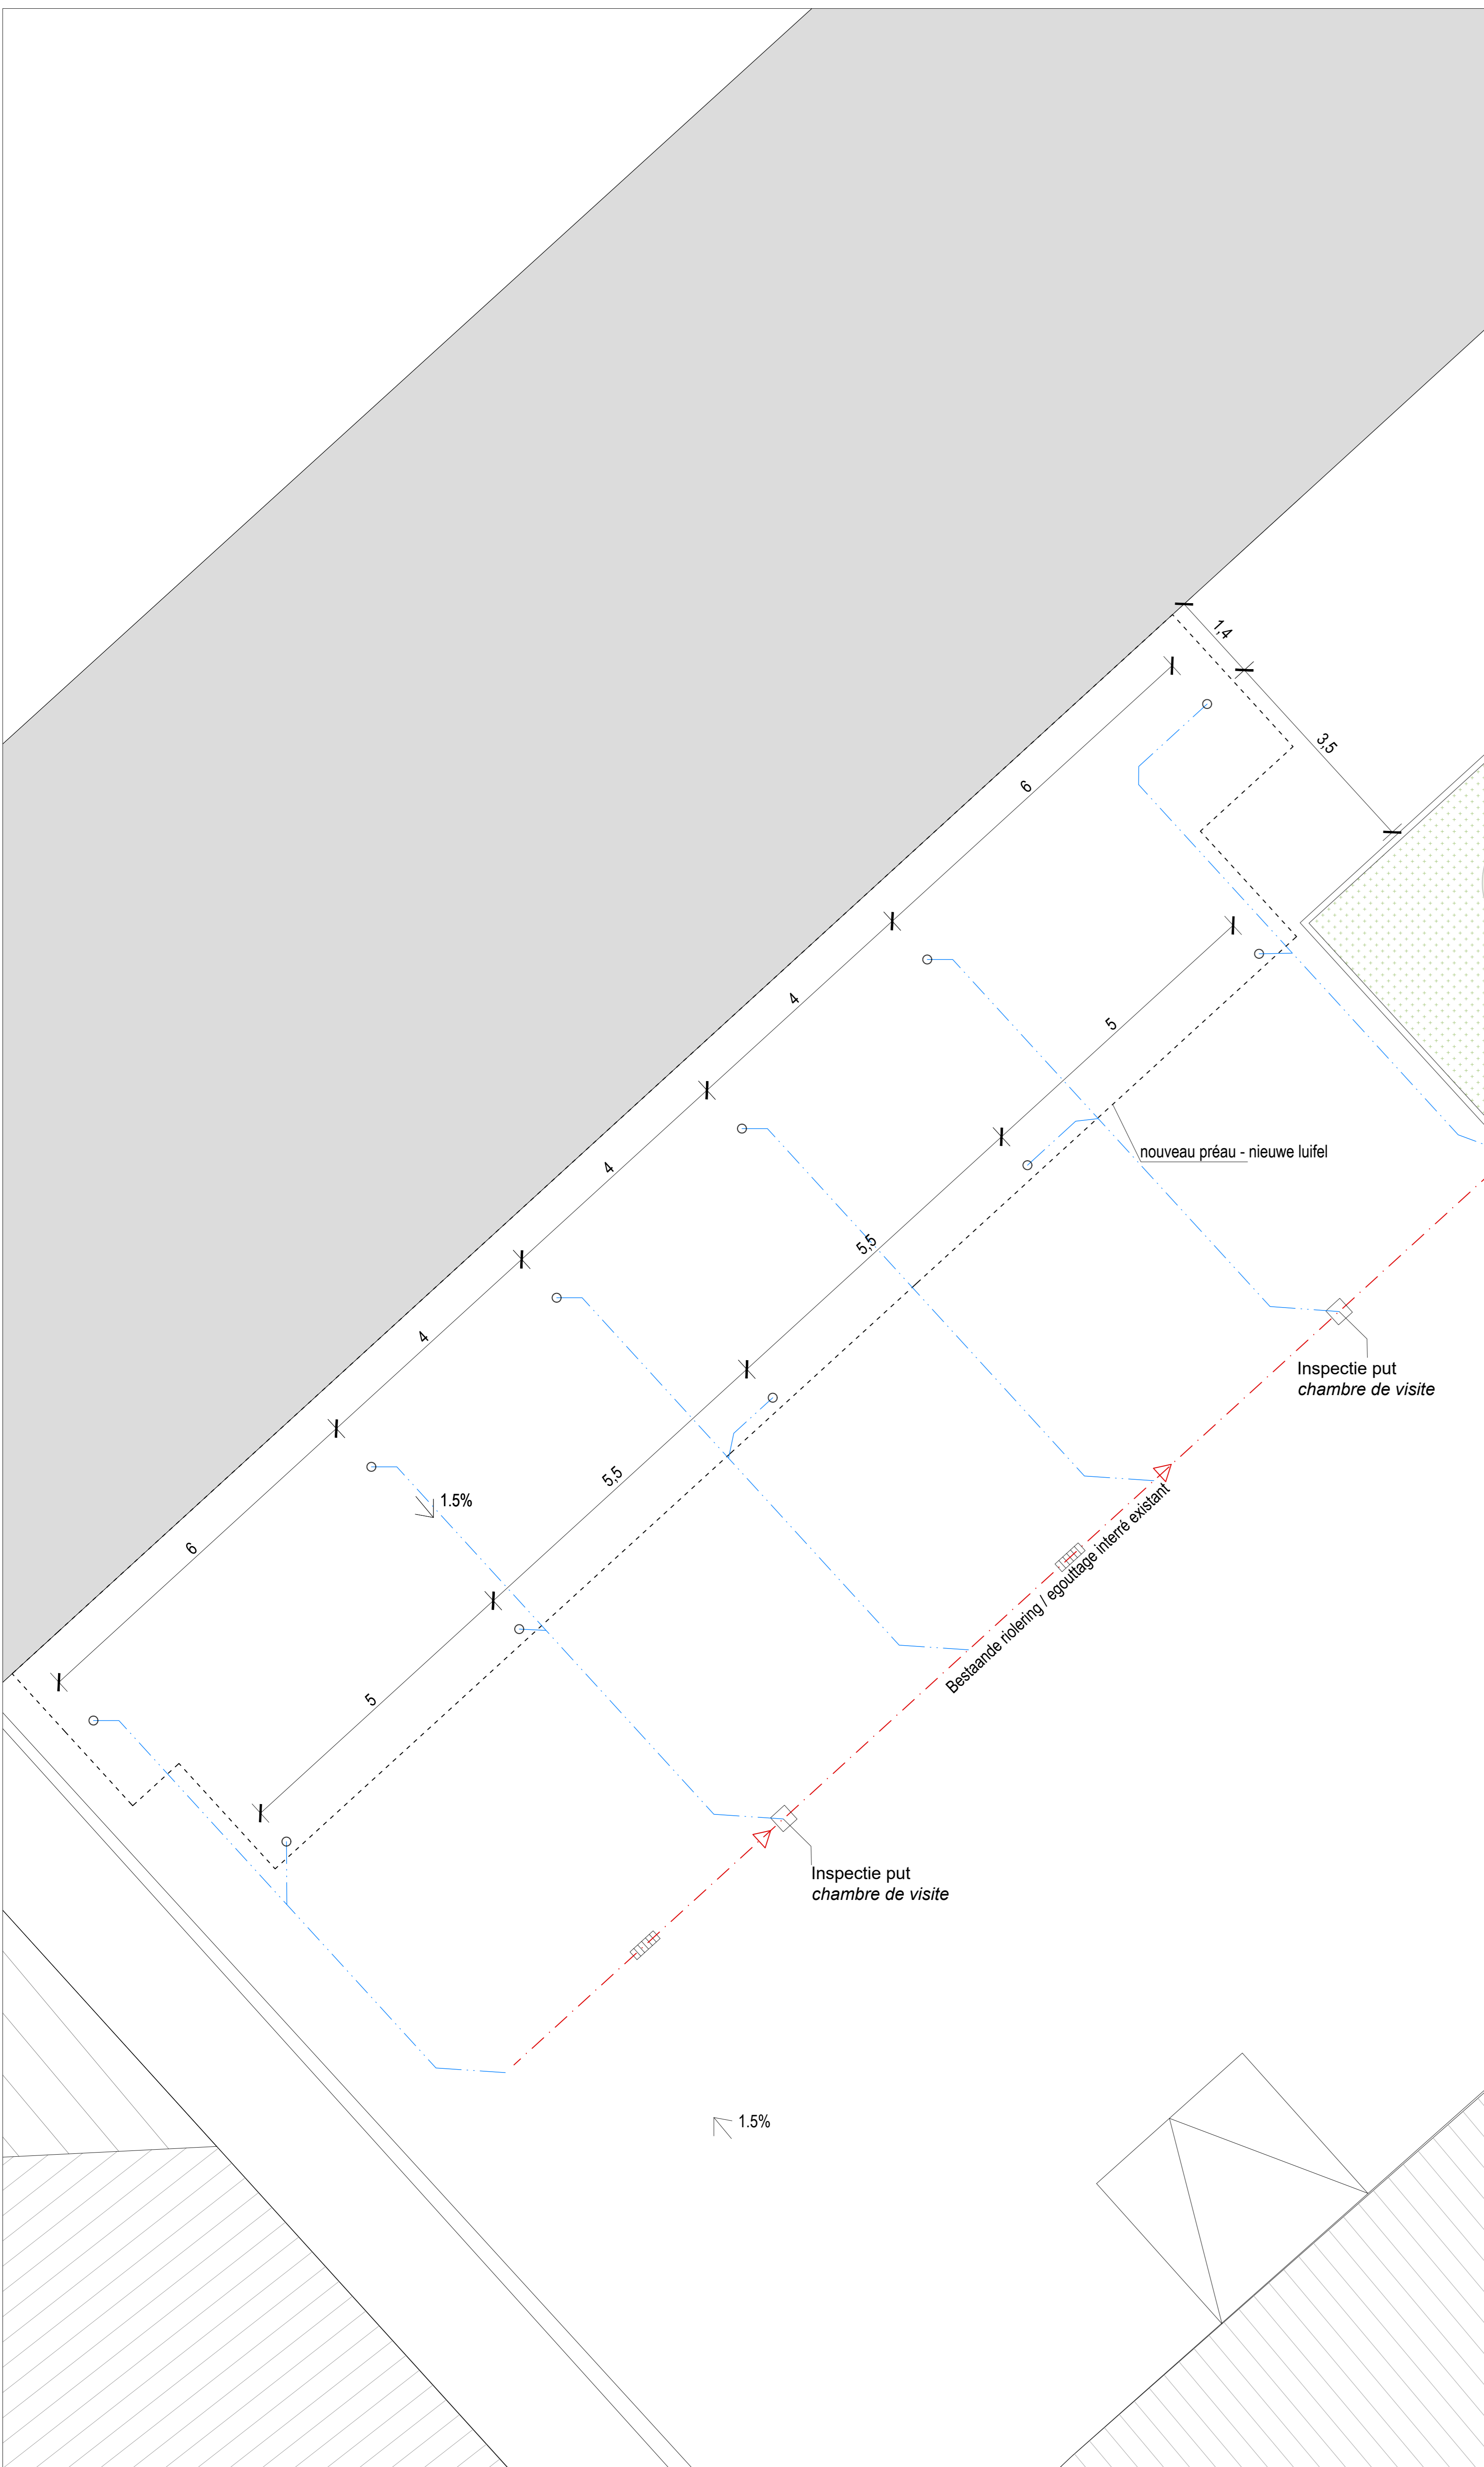 1,4
3,5
6
4
5
4
nouveau préau - nieuwe luifel
5,5
4
Inspectie put
chambre de visite
5,5
1.5%
6
Bestaande riolering / egouttage interré existant
5
Inspectie put
chambre de visite
1.5%